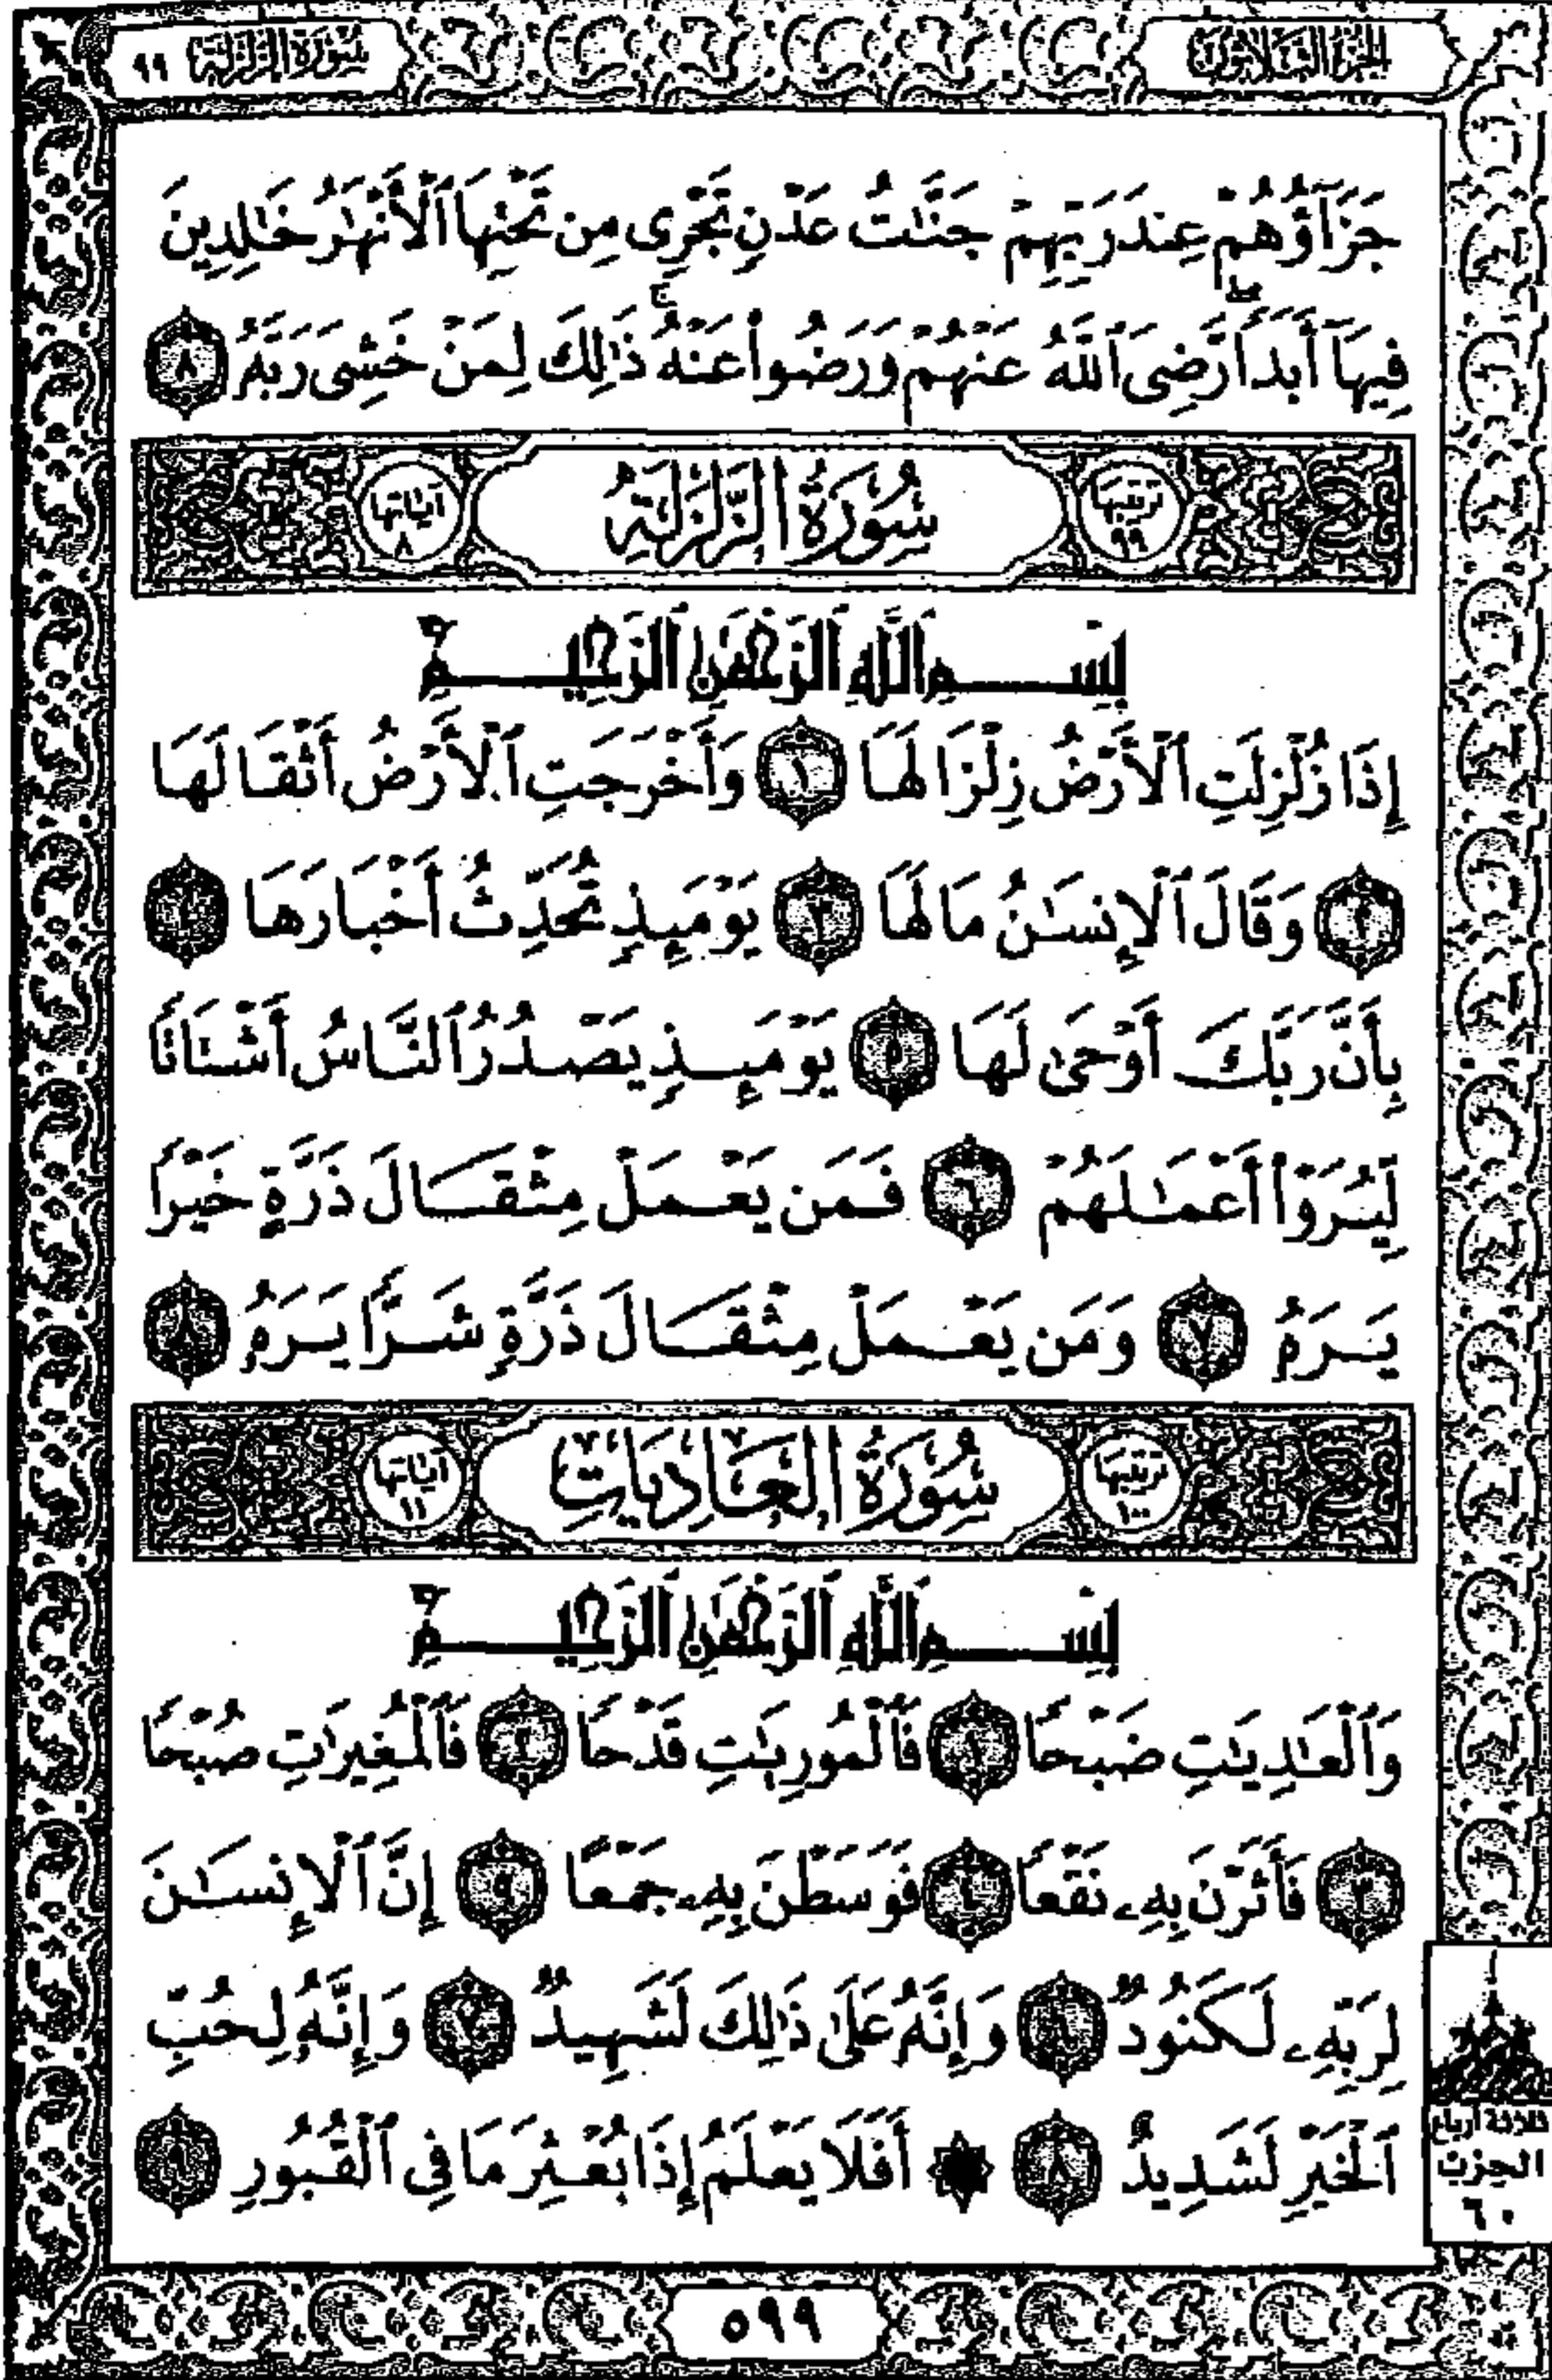 الجزء الثلاثون
سورة الزلزلة ٩٩
جَزَآؤُهُمْ عِندَ رَبِّهِمْ جَنَّٰتُ عَدْنٍ تَجْرِى مِن تَحْتِهَا ٱلْأَنْهَٰرُ خَٰلِدِينَ
فِيهَآ أَبَدًا ۖ رَّضِىَ ٱللَّهُ عَنْهُمْ وَرَضُوا۟ عَنْهُ ۚ ذَٰلِكَ لِمَنْ خَشِىَ رَبَّهُۥ ٨
ترتيبها ٩٩ سُورَةُ الزَّلْزَلَةِ آياتها ٨
بِسْمِ ٱللَّهِ ٱلرَّحْمَٰنِ ٱلرَّحِيمِ
إِذَا زُلْزِلَتِ ٱلْأَرْضُ زِلْزَالَهَا ١ وَأَخْرَجَتِ ٱلْأَرْضُ أَثْقَالَهَا
٢ وَقَالَ ٱلْإِنسَٰنُ مَا لَهَا ٣ يَوْمَئِذٍ تُحَدِّثُ أَخْبَارَهَا ٤
بِأَنَّ رَبَّكَ أَوْحَىٰ لَهَا ٥ يَوْمَئِذٍ يَصْدُرُ ٱلنَّاسُ أَشْتَاتًا
لِّيُرَوْا۟ أَعْمَٰلَهُمْ ٦ فَمَن يَعْمَلْ مِثْقَالَ ذَرَّةٍ خَيْرًا
يَرَهُۥ ٧ وَمَن يَعْمَلْ مِثْقَالَ ذَرَّةٍ شَرًّا يَرَهُۥ ٨
ترتيبها ١٠٠ سُورَةُ الْعَادِيَاتِ آياتها ١١
بِسْمِ ٱللَّهِ ٱلرَّحْمَٰنِ ٱلرَّحِيمِ
وَٱلْعَٰدِيَٰتِ ضَبْحًا ١ فَٱلْمُورِيَٰتِ قَدْحًا ٢ فَٱلْمُغِيرَٰتِ صُبْحًا
٣ فَأَثَرْنَ بِهِۦ نَقْعًا ٤ فَوَسَطْنَ بِهِۦ جَمْعًا ٥ إِنَّ ٱلْإِنسَٰنَ
لِرَبِّهِۦ لَكَنُودٌ ٦ وَإِنَّهُۥ عَلَىٰ ذَٰلِكَ لَشَهِيدٌ ٧ وَإِنَّهُۥ لِحُبِّ
ٱلْخَيْرِ لَشَدِيدٌ ٨ ۞ أَفَلَا يَعْلَمُ إِذَا بُعْثِرَ مَا فِى ٱلْقُبُورِ ٩
ثلاثة أرباع
الحزب
٦٠
٥٩٩